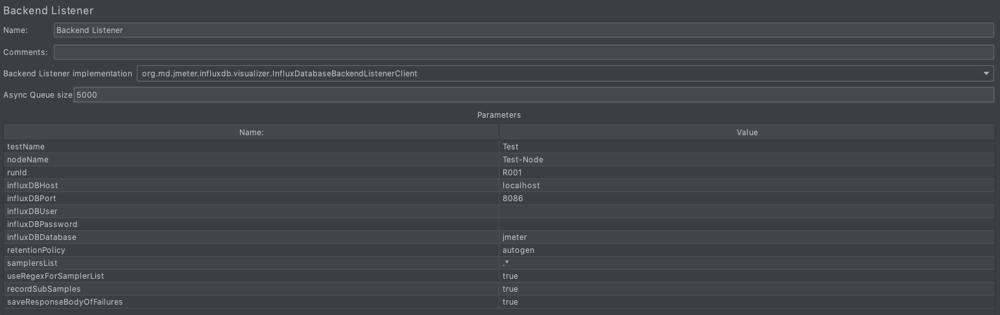 Backend Listener
Name: Backend Listener
Comments:
Backend Listener implementation org.md.jmeter.influxdb.visualizer.InfluxDatabaseBackendListenerClient
Async Queue size 5000
Parameters
Name: Value
testName Test
nodeName Test-Node
runId R001
influxDBHost localhost
influxDBPort 8086
influxDBUser
influxDBPassword
influxDBDatabase jmeter
retentionPolicy autogen
samplersList .*
useRegexForSamplerList true
recordSubSamples true
saveResponseBodyOfFailures true